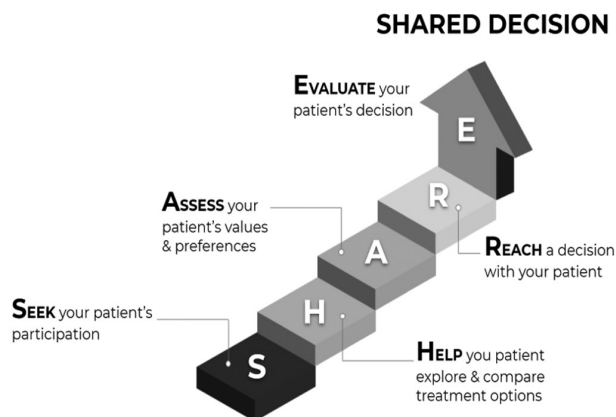 SHARED DECISION
EVALUATE your
patient's decision
E
R
ASSESS your
patient's values
& preferences
A
REACH a decision
with your patient
SEEK your patient's
participation
H
HELP you patient
explore & compare
treatment options
S